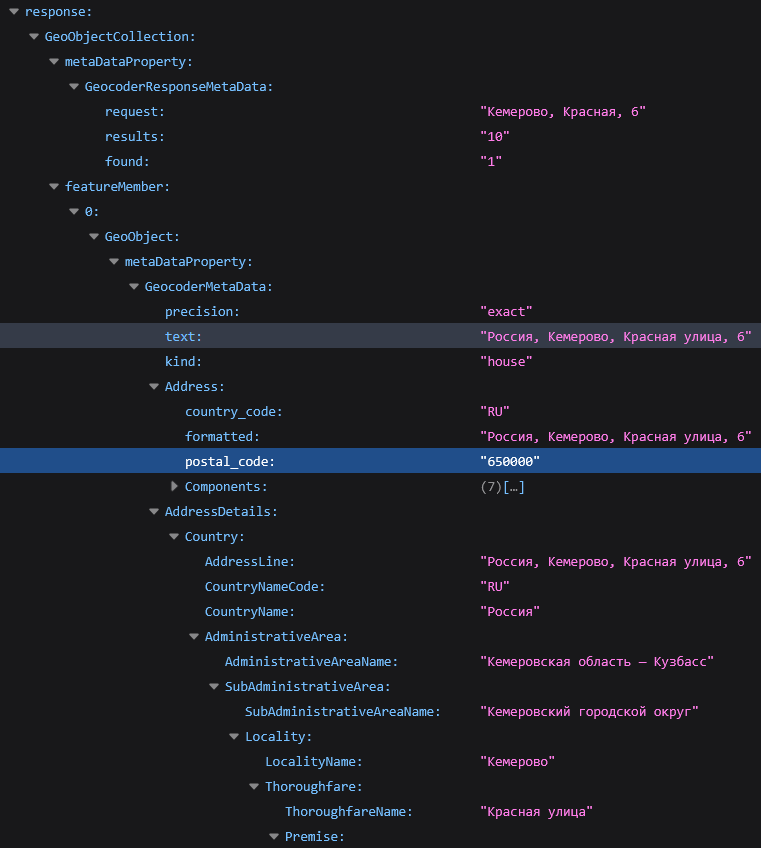 response:
GeoObjectCollection:
metaDataProperty:
GeocoderResponseMetaData:
request: "Кемерово, Красная, 6"
results: "10"
found: "1"
featureMember:
0:
GeoObject:
metaDataProperty:
GeocoderMetaData:
precision: "exact"
text: "Россия, Кемерово, Красная улица, 6"
kind: "house"
Address:
country_code: "RU"
formatted: "Россия, Кемерово, Красная улица, 6"
postal_code: "650000"
Components: (7)[…]
AddressDetails:
Country:
AddressLine: "Россия, Кемерово, Красная улица, 6"
CountryNameCode: "RU"
CountryName: "Россия"
AdministrativeArea:
AdministrativeAreaName: "Кемеровская область — Кузбасс"
SubAdministrativeArea:
SubAdministrativeAreaName: "Кемеровский городской округ"
Locality:
LocalityName: "Кемерово"
Thoroughfare:
ThoroughfareName: "Красная улица"
Premise: